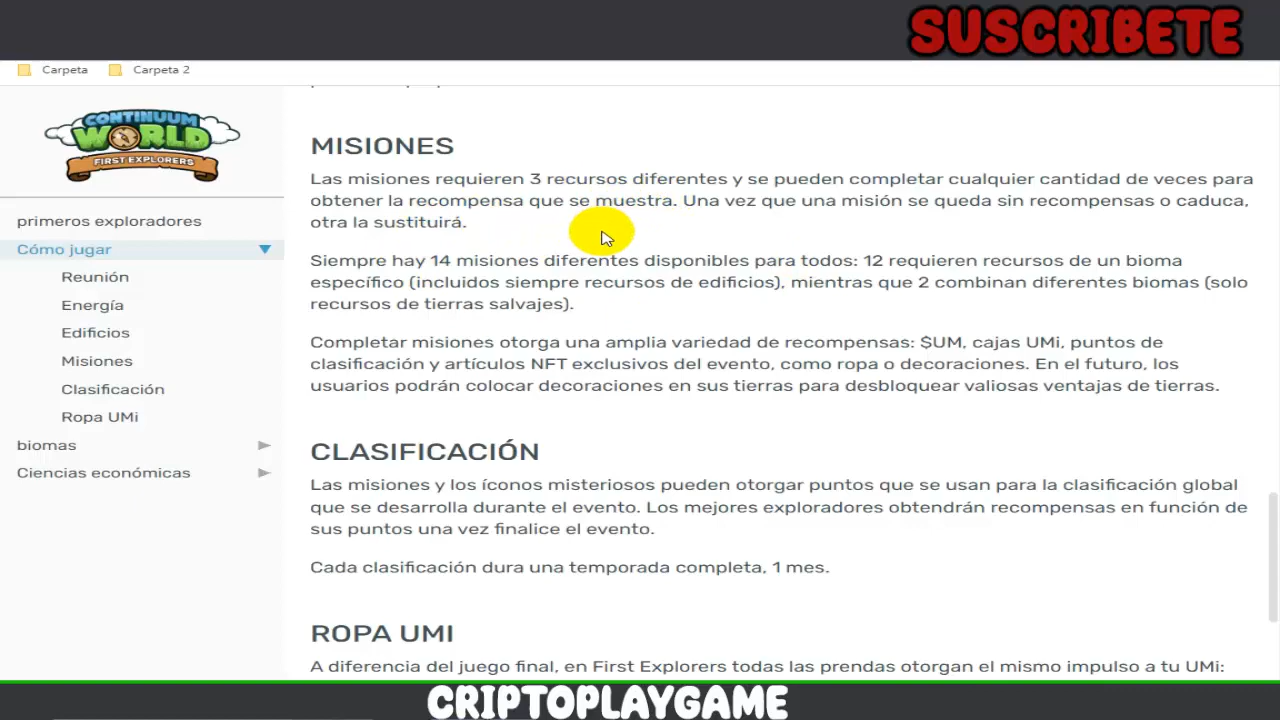 SUSCRIBETE
Carpeta
Carpeta 2
CONTINUUM
WORLD
FIRST EXPLORERS
primeros exploradores
Cómo jugar
Reunión
Energía
Edificios
Misiones
Clasificación
Ropa UMi
biomas
Ciencias económicas
MISIONES
Las misiones requieren 3 recursos diferentes y se pueden completar cualquier cantidad de veces para
obtener la recompensa que se muestra. Una vez que una misión se queda sin recompensas o caduca,
otra la sustituirá.
Siempre hay 14 misiones diferentes disponibles para todos: 12 requieren recursos de un bioma
específico (incluidos siempre recursos de edificios), mientras que 2 combinan diferentes biomas (solo
recursos de tierras salvajes).
Completar misiones otorga una amplia variedad de recompensas: $UM, cajas UMi, puntos de
clasificación y artículos NFT exclusivos del evento, como ropa o decoraciones. En el futuro, los
usuarios podrán colocar decoraciones en sus tierras para desbloquear valiosas ventajas de tierras.
CLASIFICACIÓN
Las misiones y los íconos misteriosos pueden otorgar puntos que se usan para la clasificación global
que se desarrolla durante el evento. Los mejores exploradores obtendrán recompensas en función de
sus puntos una vez finalice el evento.
Cada clasificación dura una temporada completa, 1 mes.
ROPA UMI
A diferencia del juego final, en First Explorers todas las prendas otorgan el mismo impulso a tu UMi:
CRIPTOPLAYGAME